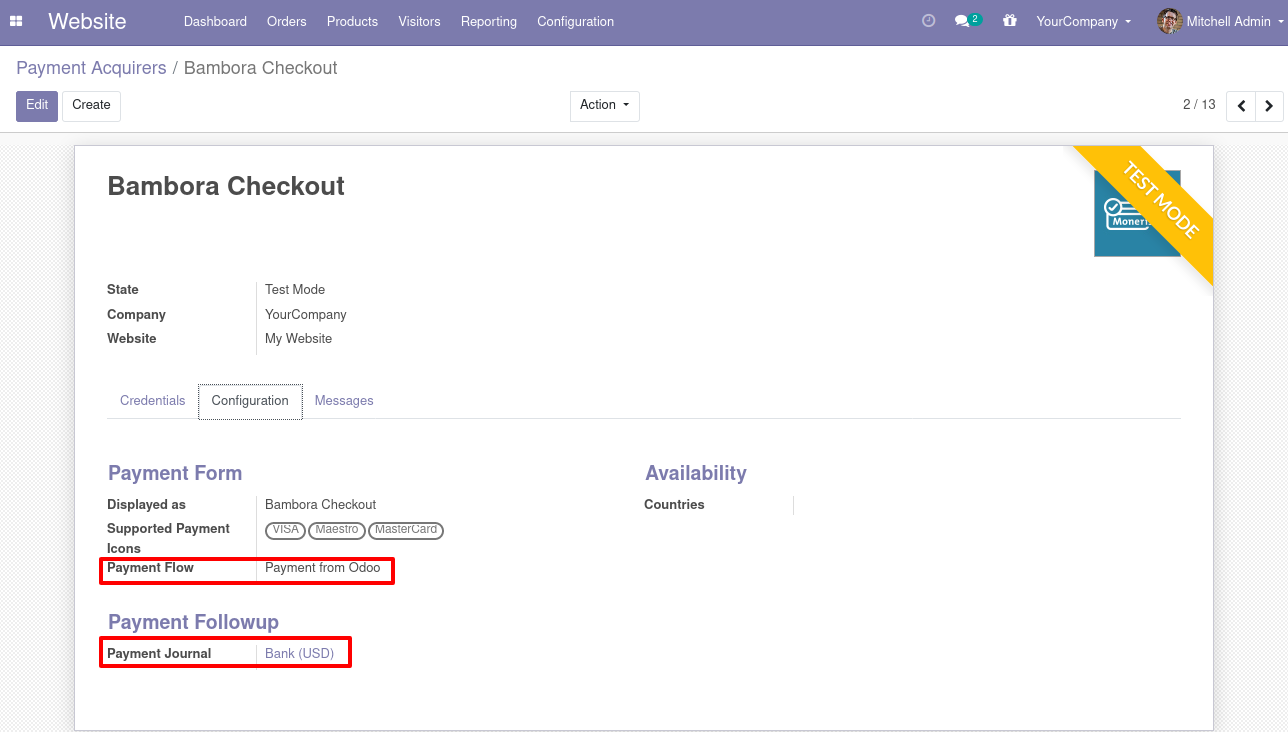 Website Dashboard Orders Products Visitors Reporting Configuration 2 YourCompany Mitchell Admin
Payment Acquirers / Bambora Checkout
Edit Create Action 2 / 13
Bambora Checkout
TEST MODE
State Test Mode
Company YourCompany
Website My Website
Credentials Configuration Messages
Payment Form
Displayed as Bambora Checkout
Supported Payment Icons VISA Maestro MasterCard
Payment Flow Payment from Odoo
Availability
Countries
Payment Followup
Payment Journal Bank (USD)